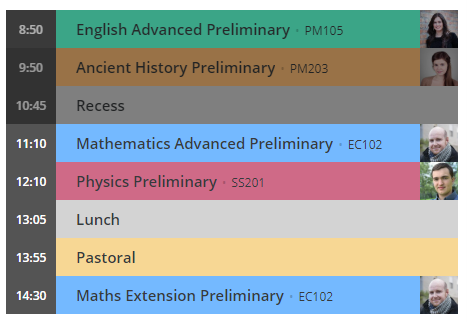 8:50 English Advanced Preliminary • PM105
9:50 Ancient History Preliminary • PM203
10:45 Recess
11:10 Mathematics Advanced Preliminary • EC102
12:10 Physics Preliminary • SS201
13:05 Lunch
13:55 Pastoral
14:30 Maths Extension Preliminary • EC102